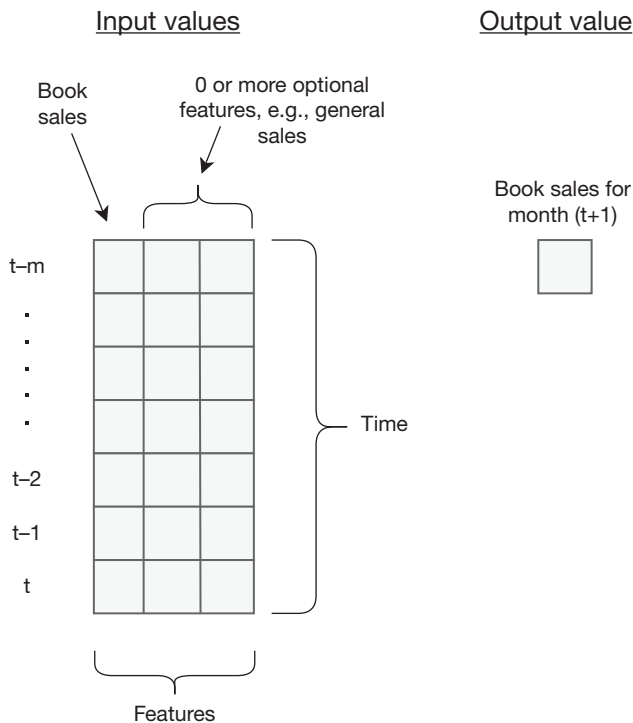 Input values
Output value
Book
sales
0 or more optional
features, e.g., general
sales
Book sales for
month (t+1)
t–m
.
.
.
.
.
t–2
t–1
t
Time
Features